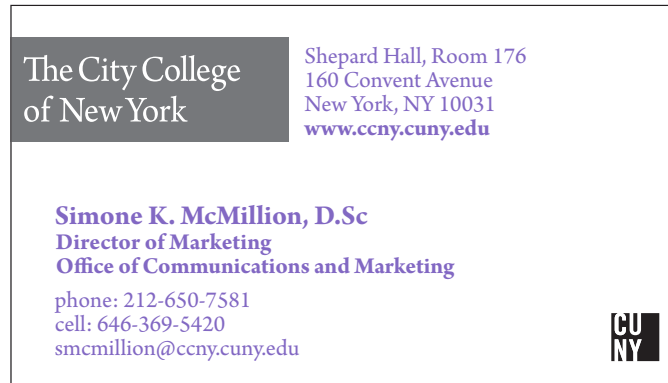 The City College
of New York
Shepard Hall, Room 176
160 Convent Avenue
New York, NY 10031
www.ccny.cuny.edu
Simone K. McMillion, D.Sc
Director of Marketing
Office of Communications and Marketing
phone: 212-650-7581
cell: 646-369-5420
smcmillion@ccny.cuny.edu
CU
NY